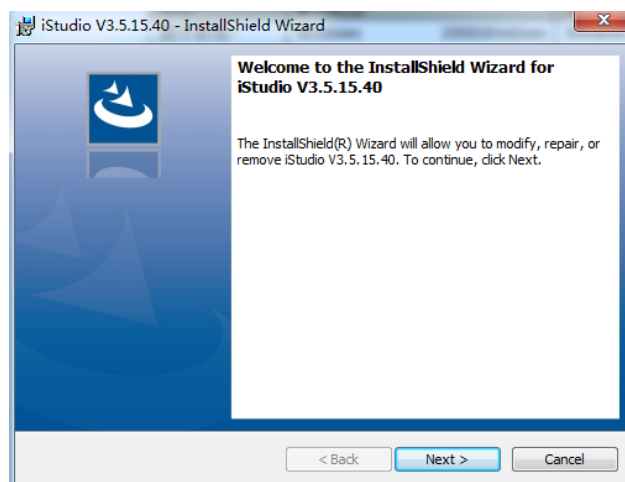 iStudio V3.5.15.40 - InstallShield Wizard
Welcome to the InstallShield Wizard for
iStudio V3.5.15.40
The InstallShield(R) Wizard will allow you to modify, repair, or
remove iStudio V3.5.15.40. To continue, click Next.
< Back Next > Cancel